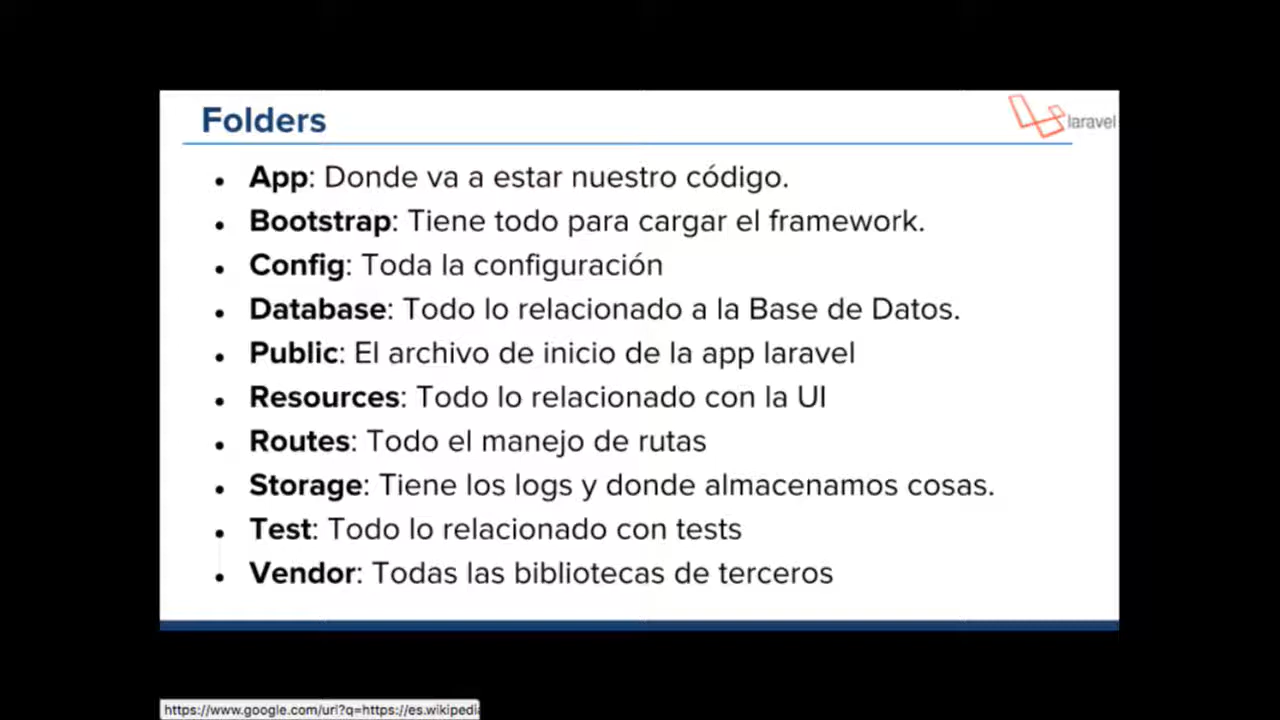 Folders
laravel
App: Donde va a estar nuestro código.
Bootstrap: Tiene todo para cargar el framework.
Config: Toda la configuración
Database: Todo lo relacionado a la Base de Datos.
Public: El archivo de inicio de la app laravel
Resources: Todo lo relacionado con la UI
Routes: Todo el manejo de rutas
Storage: Tiene los logs y donde almacenamos cosas.
Test: Todo lo relacionado con tests
Vendor: Todas las bibliotecas de terceros
https://www.google.com/url?q=https://es.wikipedia